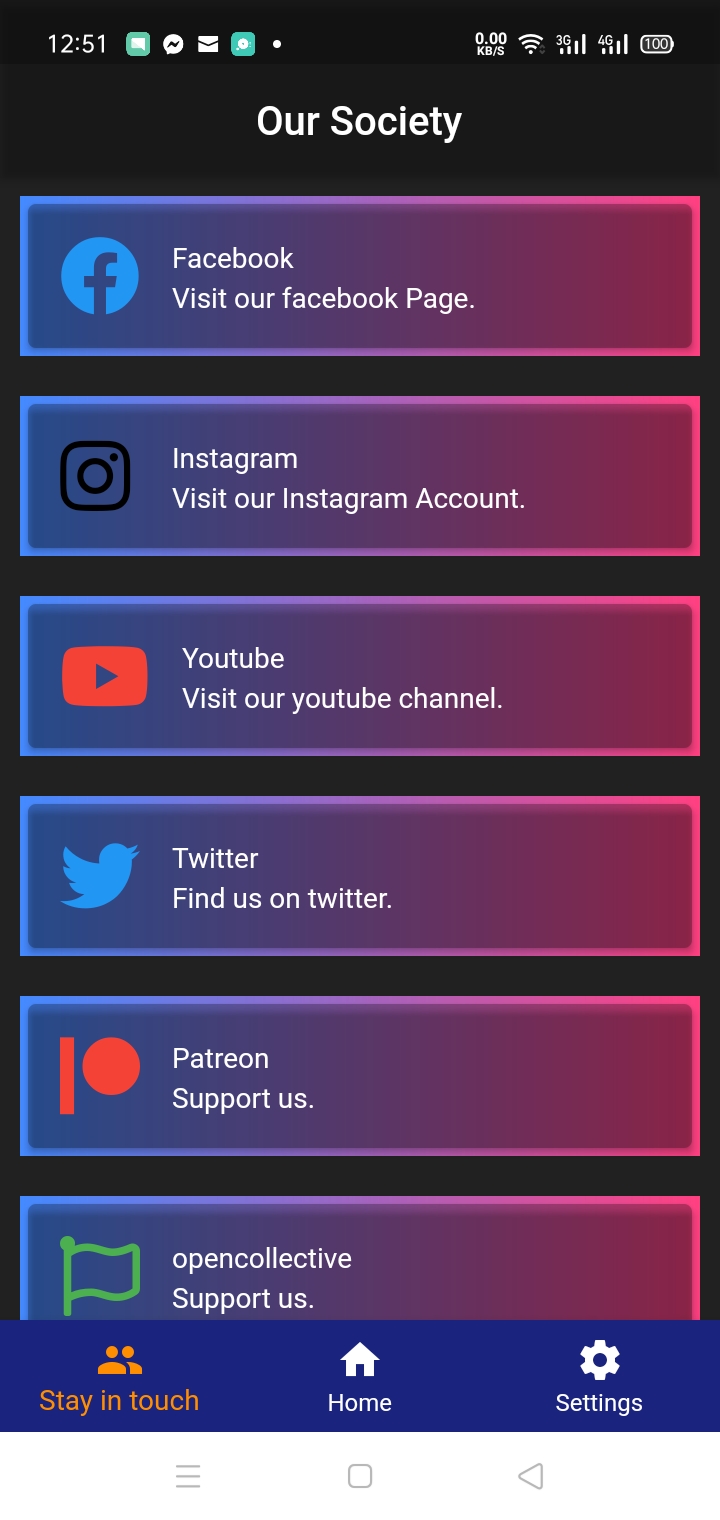 12:51
0.00
KB/S
3G
4G
100
Our Society
Facebook
Visit our facebook Page.
Instagram
Visit our Instagram Account.
Youtube
Visit our youtube channel.
Twitter
Find us on twitter.
Patreon
Support us.
opencollective
Support us.
Stay in touch
Home
Settings